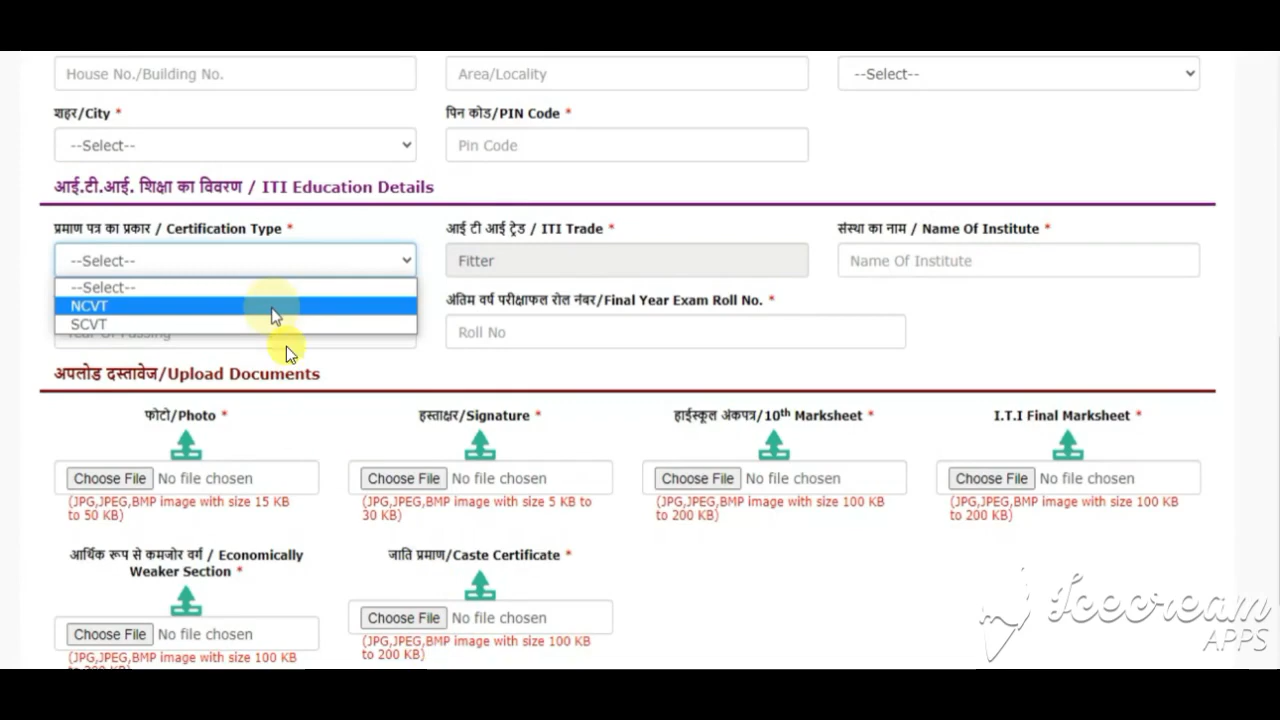 House No./Building No.
Area/Locality
--Select--
शहर/City *
पिन कोड/PIN Code *
--Select--
Pin Code
आई.टी.आई. शिक्षा का विवरण / ITI Education Details
प्रमाण पत्र का प्रकार / Certification Type *
आई टी आई ट्रेड / ITI Trade *
संस्था का नाम / Name Of Institute *
--Select--
Fitter
Name Of Institute
--Select--
NCVT
SCVT
अंतिम वर्ष परीक्षाफल रोल नंबर/Final Year Exam Roll No. *
Year Of Passing
Roll No
अपलोड दस्तावेज/Upload Documents
फोटो/Photo *
हस्ताक्षर/Signature *
हाईस्कूल अंकपत्र/10th Marksheet *
I.T.I Final Marksheet *
Choose File No file chosen
Choose File No file chosen
Choose File No file chosen
Choose File No file chosen
(JPG,JPEG,BMP image with size 15 KB
to 50 KB)
(JPG,JPEG,BMP image with size 5 KB to
30 KB)
(JPG,JPEG,BMP image with size 100 KB
to 200 KB)
(JPG,JPEG,BMP image with size 100 KB
to 200 KB)
आर्थिक रूप से कमजोर वर्ग / Economically
Weaker Section *
जाति प्रमाण/Caste Certificate *
Choose File No file chosen
Choose File No file chosen
(JPG,JPEG,BMP image with size 100 KB
(JPG,JPEG,BMP image with size 100 KB
to 200 KB)
Icecream
APPS